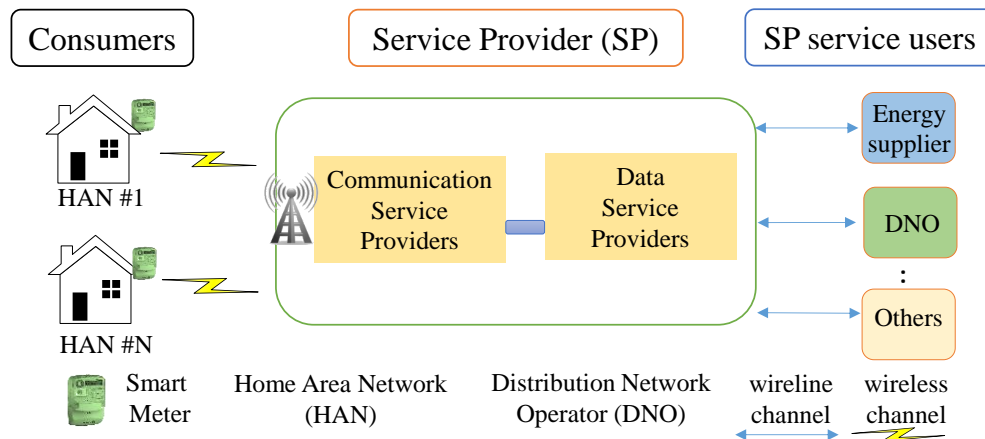 Consumers
Service Provider (SP)
SP service users
HAN #1
HAN #N
Communication
Service
Providers
Data
Service
Providers
Energy
supplier
DNO
:
Others
Smart
Meter
Home Area Network
(HAN)
Distribution Network
Operator (DNO)
wireline
channel
wireless
channel